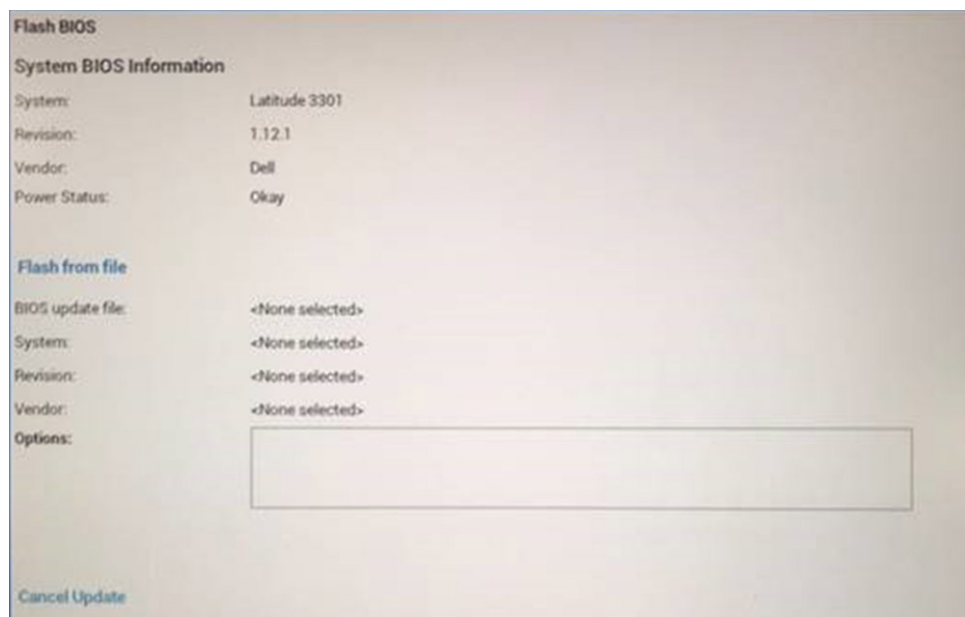 Flash BIOS
System BIOS Information
System: Latitude 3301
Revision: 1.12.1
Vendor: Dell
Power Status: Okay
Flash from file
BIOS update file: <None selected>
System: <None selected>
Revision: <None selected>
Vendor: <None selected>
Options:
Cancel Update